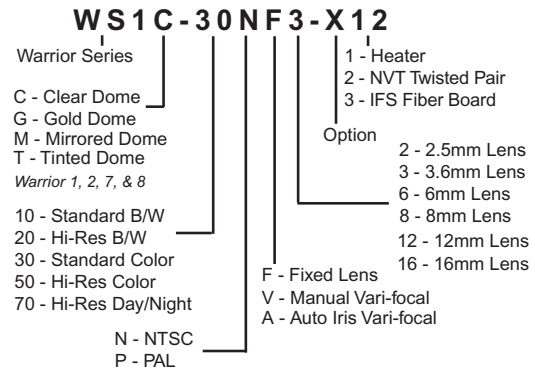 WS1C-30NF3-X12
Warrior Series
C - Clear Dome
G - Gold Dome
M - Mirrored Dome
T - Tinted Dome
Warrior 1, 2, 7, & 8
10 - Standard B/W
20 - Hi-Res B/W
30 - Standard Color
50 - Hi-Res Color
70 - Hi-Res Day/Night
N - NTSC
P - PAL
F - Fixed Lens
V - Manual Vari-focal
A - Auto Iris Vari-focal
2 - 2.5mm Lens
3 - 3.6mm Lens
6 - 6mm Lens
8 - 8mm Lens
12 - 12mm Lens
16 - 16mm Lens
Option
1 - Heater
2 - NVT Twisted Pair
3 - IFS Fiber Board